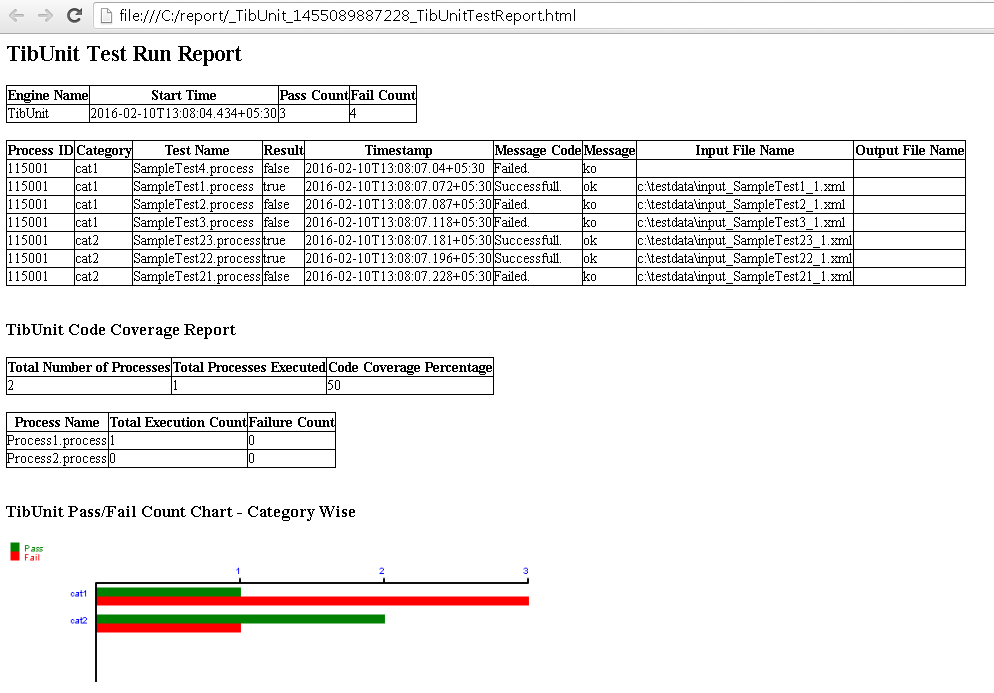 file:///C:/report/_TibUnit_1455089887228_TibUnitTestReport.html
TibUnit Test Run Report
Engine Name Start Time Pass Count Fail Count
TibUnit 2016-02-10T13:08:04.434+05:30 3 4
Process ID Category Test Name Result Timestamp Message Code Message Input File Name Output File Name
115001 cat1 SampleTest4.process false 2016-02-10T13:08:07.04+05:30 Failed. ko
115001 cat1 SampleTest1.process true 2016-02-10T13:08:07.072+05:30 Successfull. ok c:\testdata\input_SampleTest1_1.xml
115001 cat1 SampleTest2.process false 2016-02-10T13:08:07.087+05:30 Failed. ko c:\testdata\input_SampleTest2_1.xml
115001 cat1 SampleTest3.process false 2016-02-10T13:08:07.118+05:30 Failed. ko c:\testdata\input_SampleTest3_1.xml
115001 cat2 SampleTest23.process true 2016-02-10T13:08:07.181+05:30 Successfull. ok c:\testdata\input_SampleTest23_1.xml
115001 cat2 SampleTest22.process true 2016-02-10T13:08:07.196+05:30 Successfull. ok c:\testdata\input_SampleTest22_1.xml
115001 cat2 SampleTest21.process false 2016-02-10T13:08:07.228+05:30 Failed. ko c:\testdata\input_SampleTest21_1.xml
TibUnit Code Coverage Report
Total Number of Processes Total Processes Executed Code Coverage Percentage
2 1 50
Process Name Total Execution Count Failure Count
Process1.process 1 0
Process2.process 0 0
TibUnit Pass/Fail Count Chart - Category Wise
Pass
Fail
1 2 3
cat1
cat2